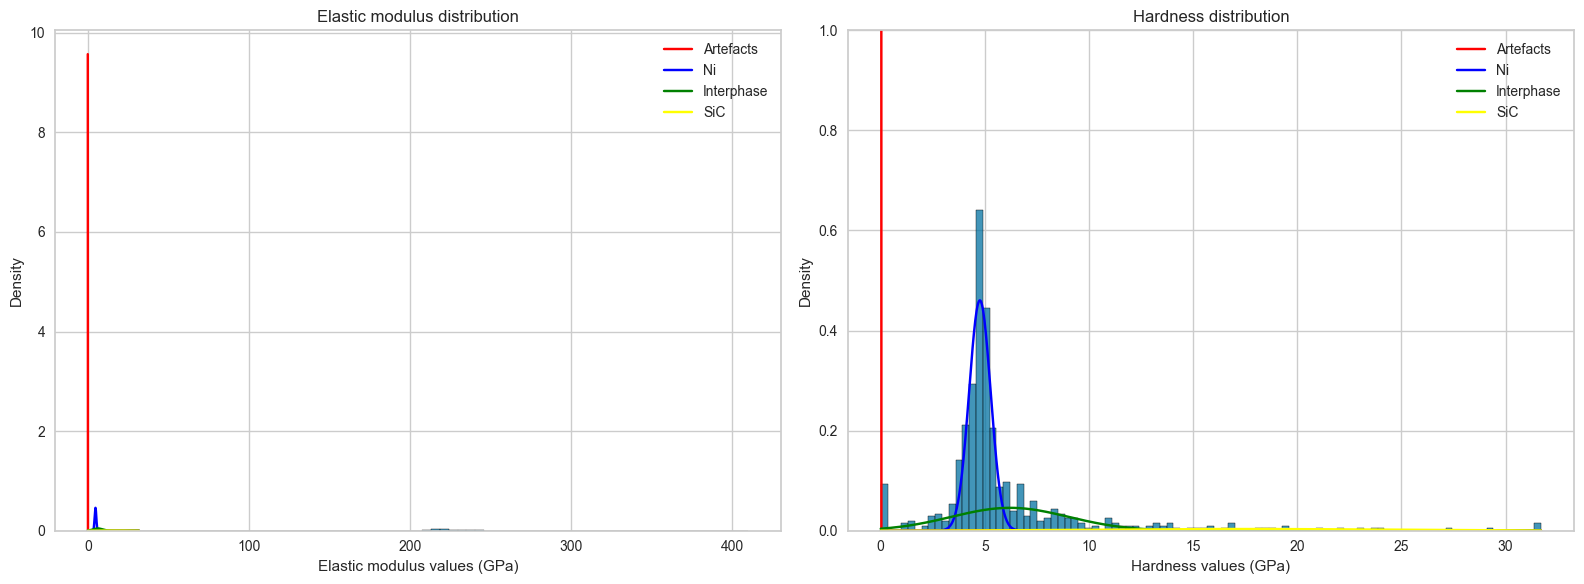 Elastic modulus distribution
10
8
6
4
2
0
Density
0
100
200
300
400
Elastic modulus values (GPa)
Artefacts
Ni
Interphase
SiC
Hardness distribution
1.0
0.8
0.6
0.4
0.2
0.0
Density
0
5
10
15
20
25
30
Hardness values (GPa)
Artefacts
Ni
Interphase
SiC